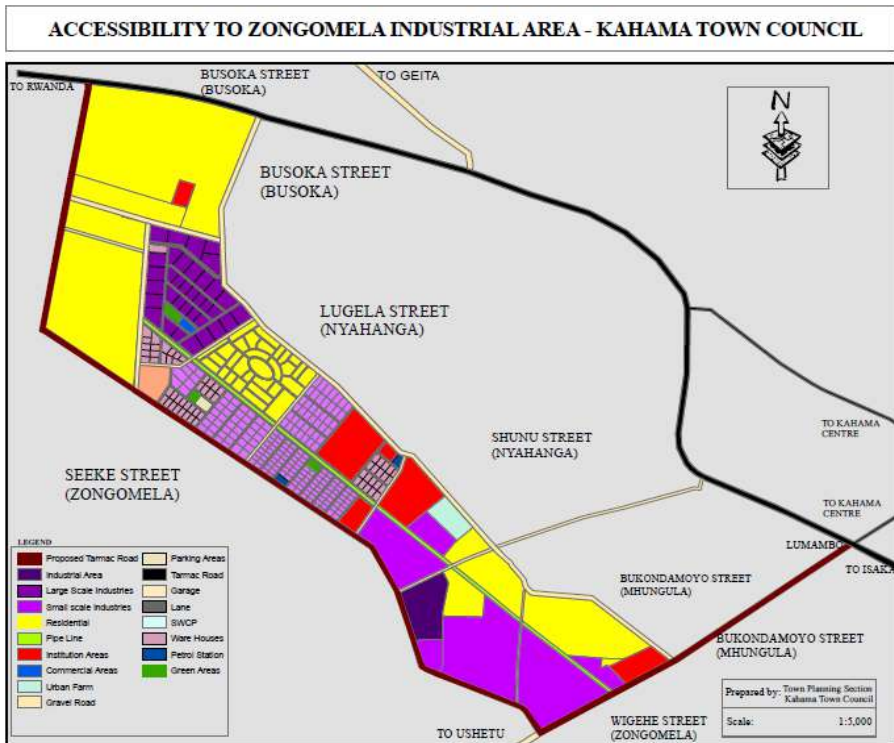 ACCESSIBILITY TO ZONGOMELA INDUSTRIAL AREA - KAHAMA TOWN COUNCIL
BUSOKA STREET
(BUSOKA)
TO GEITA
TO RWANDA
N
BUSOKA STREET
(BUSOKA)
LUGELA STREET
(NYAHANGA)
SHUNU STREET
(NYAHANGA)
TO KAHAMA
CENTRE
SEEKE STREET
(ZONGOMELA)
TO KAHAMA
CENTRE
LUMAMBO
TO ISAKA
BUKONDAMOYO STREET
(MHUNGULA)
BUKONDAMOYO STREET
(MHUNGULA)
WIGEHE STREET
(ZONGOMELA)
TO USHETU
LEGEND
Proposed Tarmac Road
Industrial Area
Large Scale Industries
Small scale Industries
Residential
Pipe Line
Institution Areas
Commercial Areas
Urban Farm
Gravel Road
Parking Areas
Tarmac Road
Garage
Lane
SWCP
Ware Houses
Petrol Station
Green Areas
Prepared by: Town Planning Section
Kahama Town Council
Scale: 1:5,000